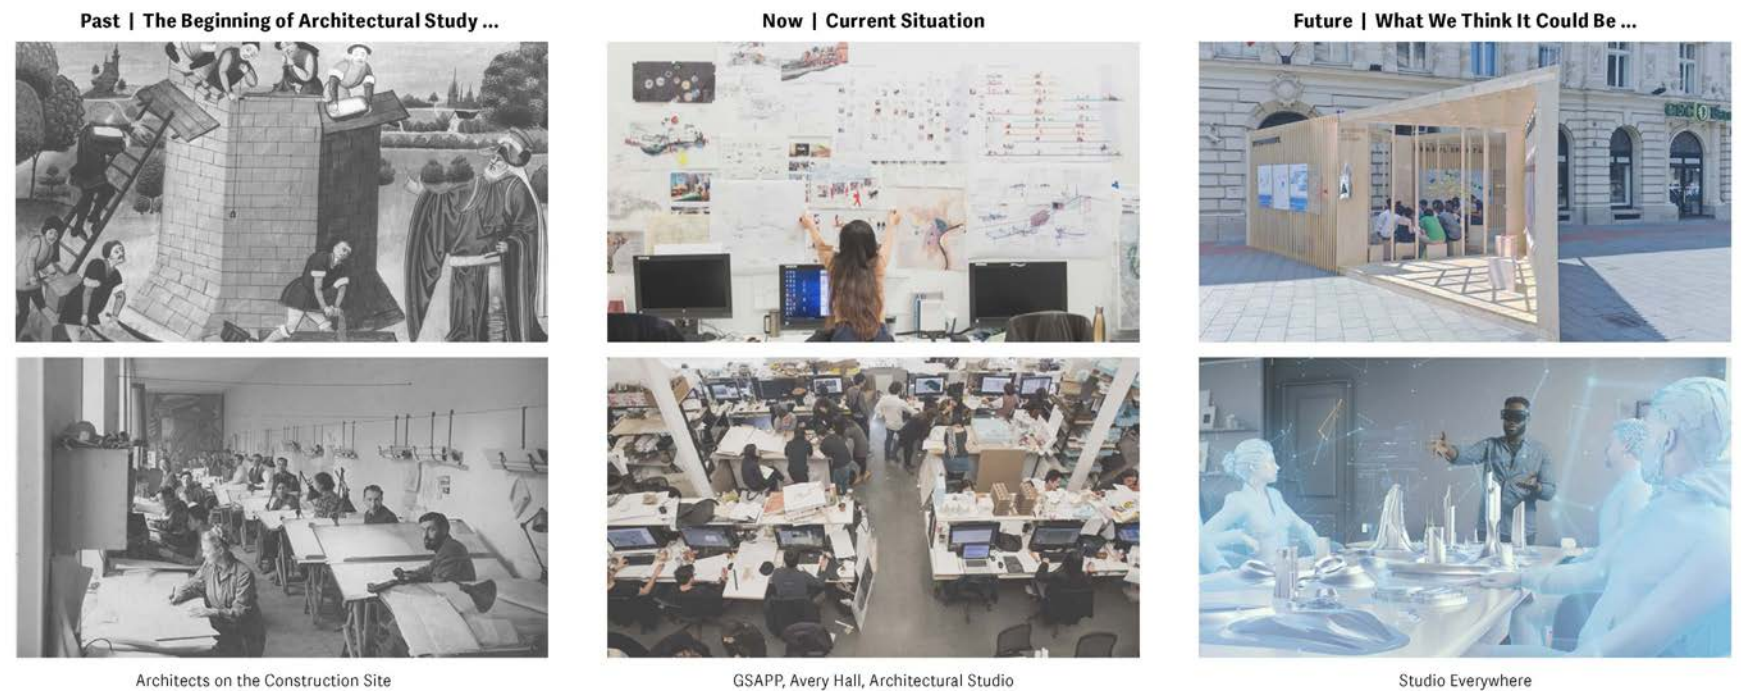 Past | The Beginning of Architectural Study ...
Now | Current Situation
Future | What We Think It Could Be ...
Architects on the Construction Site
GSAPP, Avery Hall, Architectural Studio
Studio Everywhere